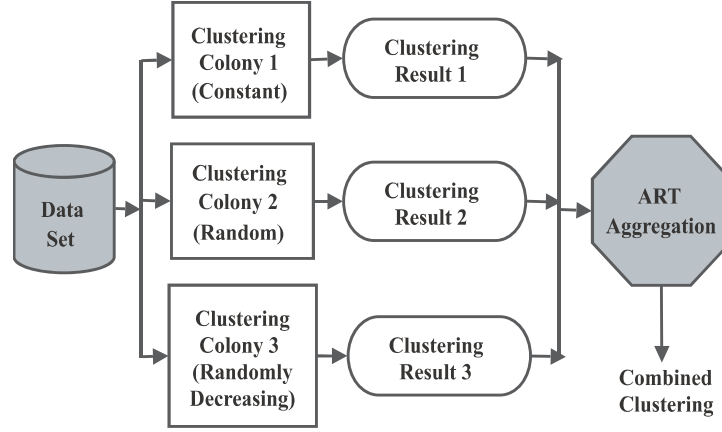 Data
Set
Clustering
Colony 1
(Constant)
Clustering
Result 1
Clustering
Colony 2
(Random)
Clustering
Result 2
Clustering
Colony 3
(Randomly
Decreasing)
Clustering
Result 3
ART
Aggregation
Combined
Clustering